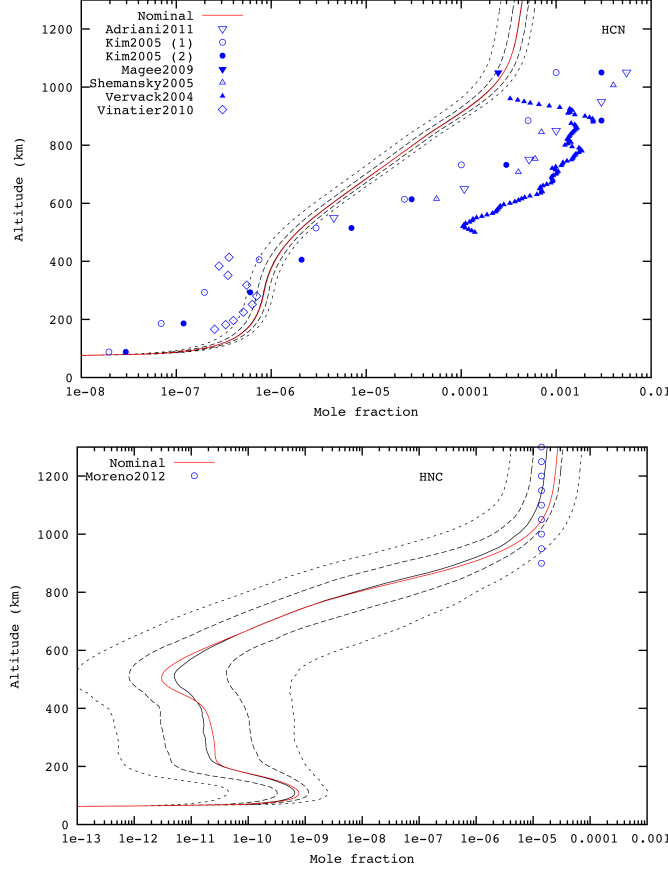 Nominal
HCN
Adriani2011
Kim2005 (1)
Kim2005 (2)
Magee2009
Shemansky2005
Vervack2004
Vinatier2010
1200
1000
800
600
400
200
0
Altitude (km)
1e-08 1e-07 1e-06 1e-05 0.0001 0.001 0.01
Mole fraction
Nominal
Moreno2012
HNC
1200
1000
800
600
400
200
0
Altitude (km)
1e-13 1e-12 1e-11 1e-10 1e-09 1e-08 1e-07 1e-06 1e-05 0.0001 0.001
Mole fraction